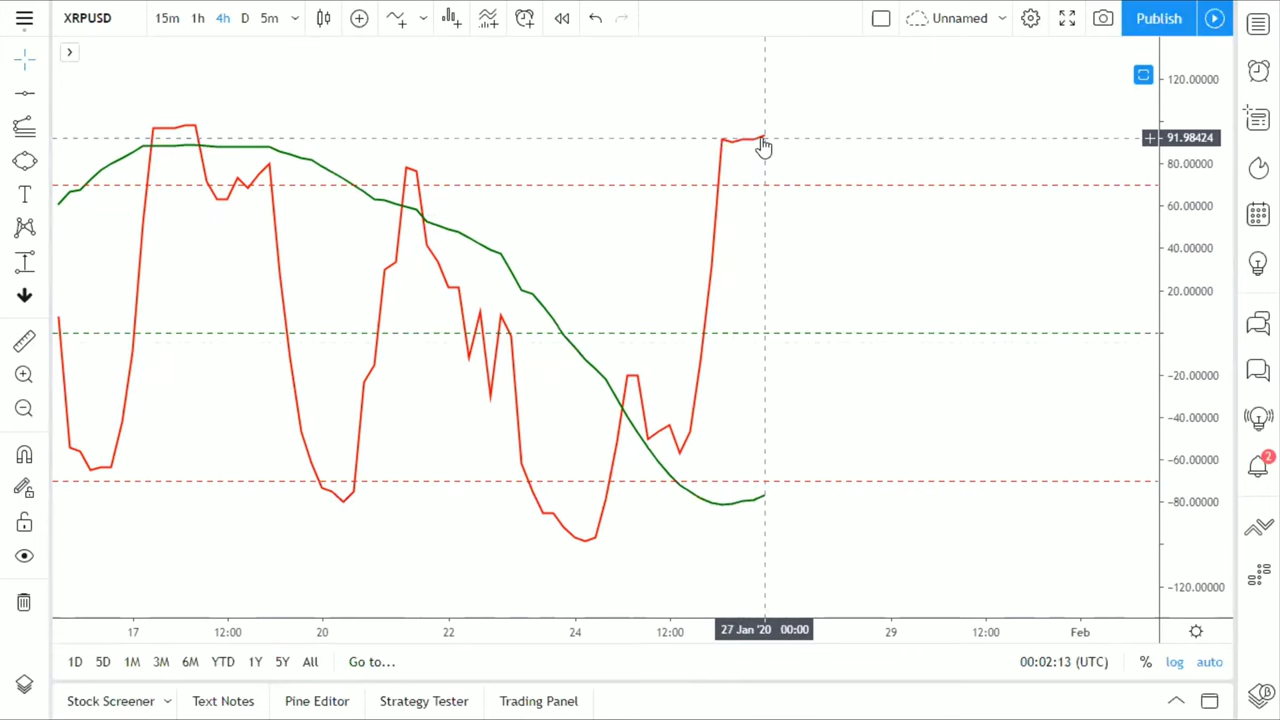 XRPUSD 15m 1h 4h D 5m Unnamed Publish
120.00000
91.98424
80.00000
60.00000
40.00000
20.00000
−20.00000
−40.00000
−60.00000
−80.00000
−120.00000
17 12:00 20 22 24 12:00 27 Jan '20 00:00 29 12:00 Feb
1D 5D 1M 3M 6M YTD 1Y 5Y All Go to... 00:02:13 (UTC) % log auto
Stock Screener Text Notes Pine Editor Strategy Tester Trading Panel
T
2
B